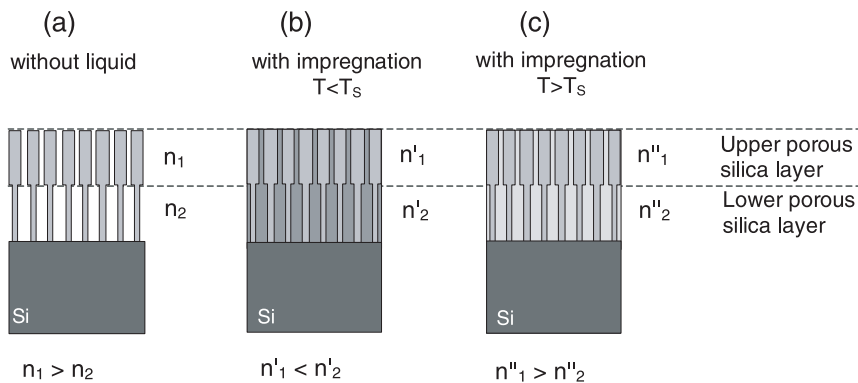 (a)
(b)
(c)
without liquid
with impregnation
T<Tₛ
with impregnation
T>Tₛ
n₁
n'₁
n"₁
Upper porous
silica layer
n₂
n'₂
n"₂
Lower porous
silica layer
Si
Si
Si
n₁ > n₂
n'₁ < n'₂
n"₁ > n"₂